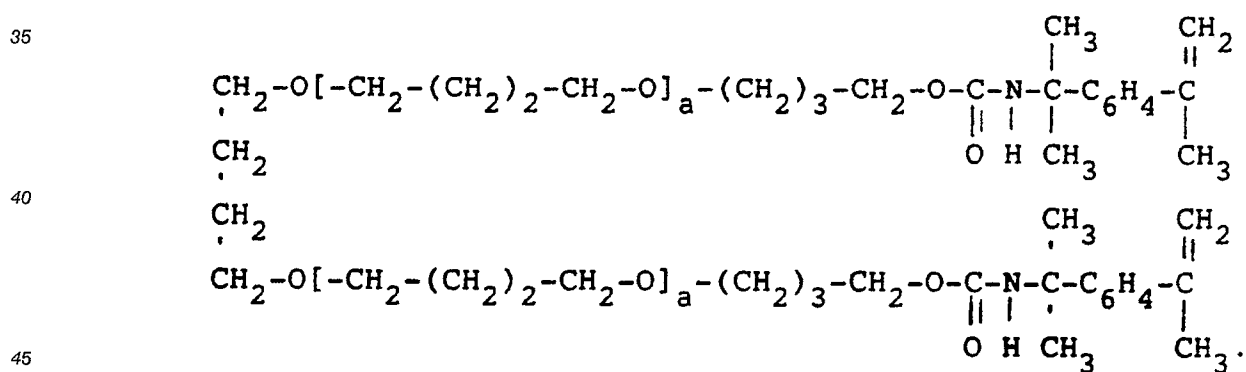 35
CH3 CH2
CH2-O[-CH2-(CH2)2-CH2-O]a-(CH2)3-CH2-O-C-N-C-C6H4-C
CH2 O H CH3 CH3
40
CH2 CH3 CH2
CH2-O[-CH2-(CH2)2-CH2-O]a-(CH2)3-CH2-O-C-N-C-C6H4-C
O H CH3 CH3.
45